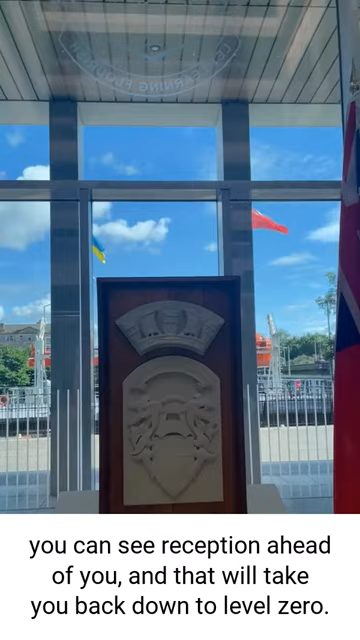 you can see reception ahead
of you, and that will take
you back down to level zero.